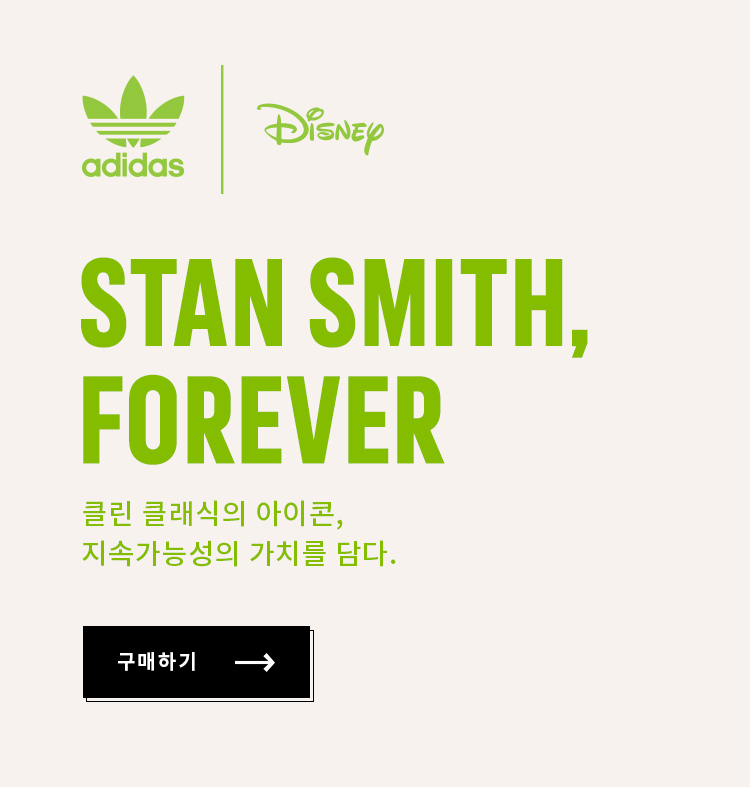 adidas
Disney
STAN SMITH,
FOREVER
클린 클래식의 아이콘,
지속가능성의 가치를 담다.
구매하기